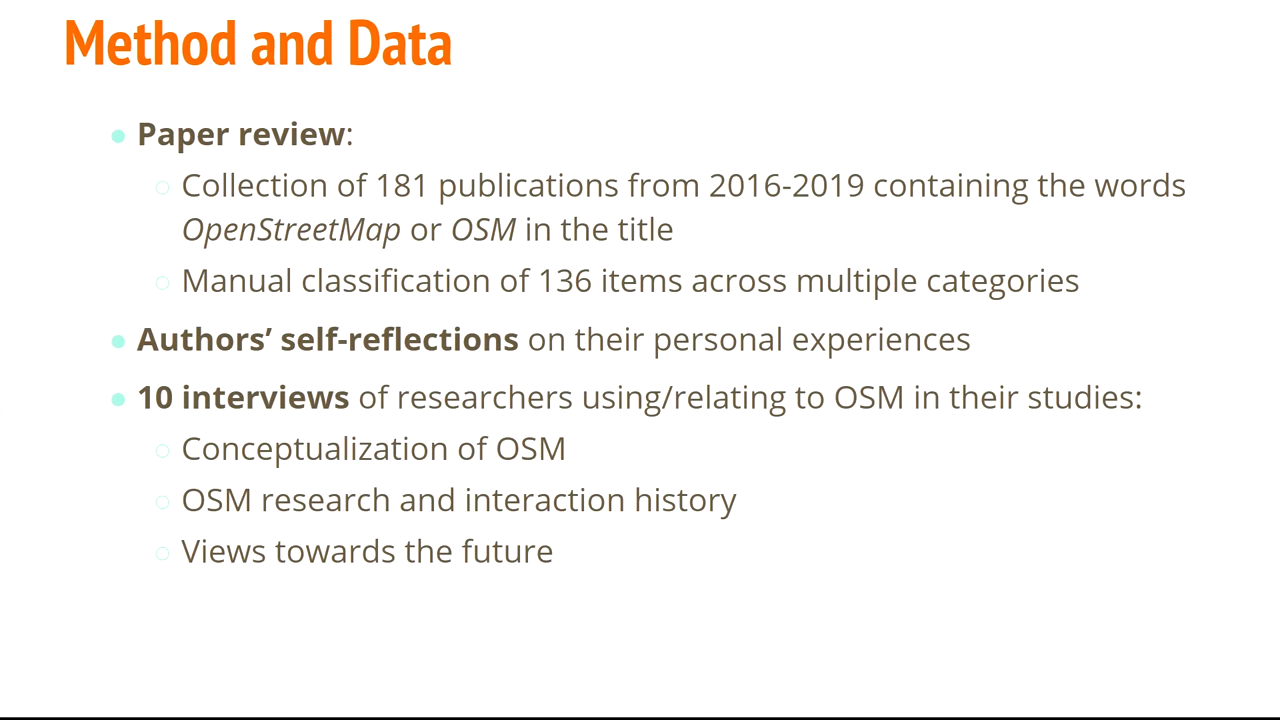 Method and Data
● Paper review:
○ Collection of 181 publications from 2016-2019 containing the words
OpenStreetMap or OSM in the title
○ Manual classification of 136 items across multiple categories
● Authors’ self-reflections on their personal experiences
● 10 interviews of researchers using/relating to OSM in their studies:
○ Conceptualization of OSM
○ OSM research and interaction history
○ Views towards the future